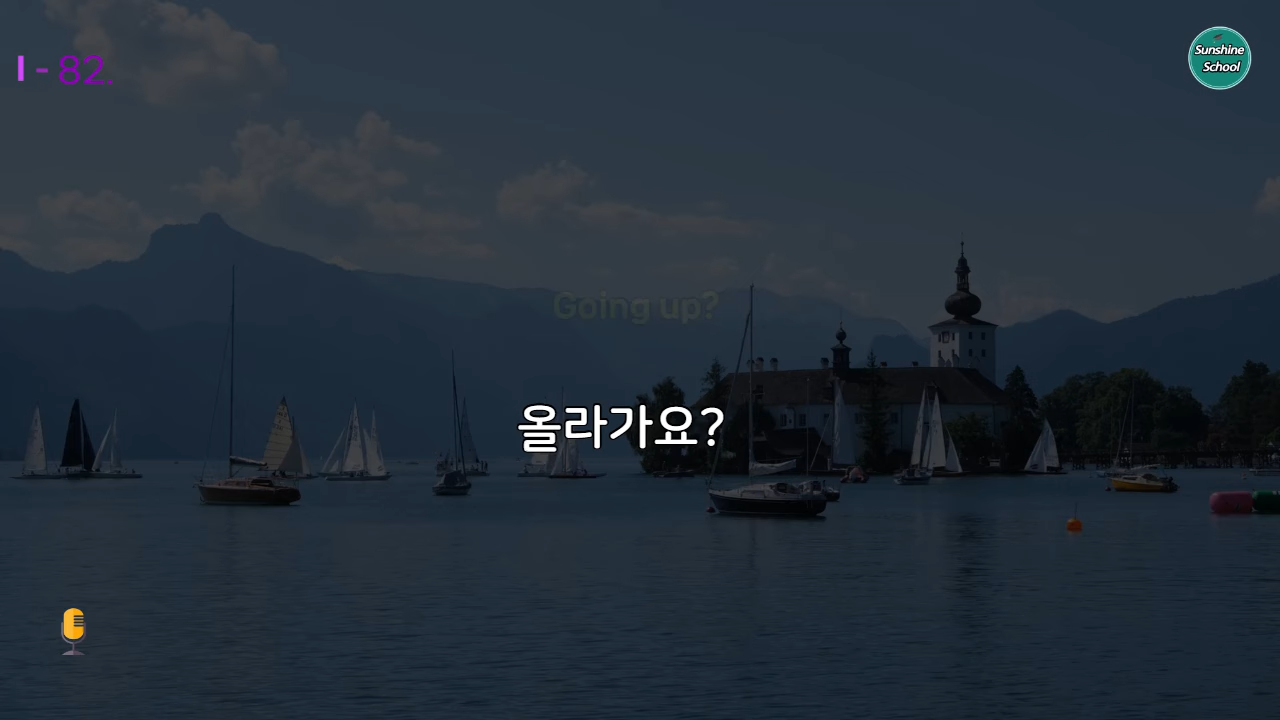 I - 82.
Sunshine
School
Going up?
올라가요?